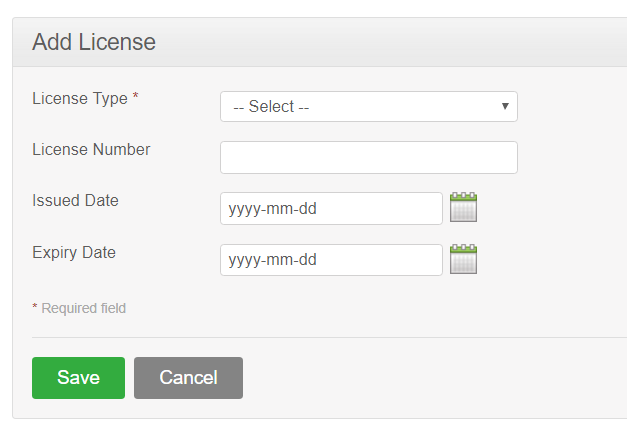 Add License
License Type * -- Select --
License Number
Issued Date yyyy-mm-dd
Expiry Date yyyy-mm-dd
* Required field
Save Cancel